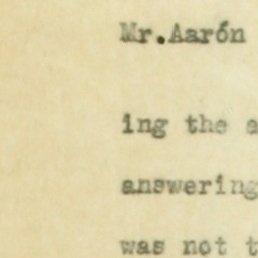 Mr.Aarón
ing the
answering
was not